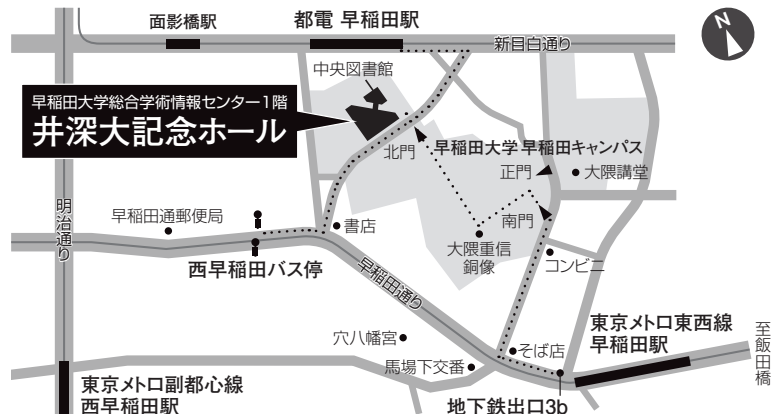 面影橋駅
都電 早稲田駅
新目白通り
N
中央図書館
早稲田大学総合学術情報センター1階
井深大記念ホール
北門
早稲田大学 早稲田キャンパス
正門
大隈講堂
明治通り
早稲田通郵便局
書店
南門
大隈重信
銅像
コンビニ
西早稲田バス停
早稲田通り
東京メトロ東西線
早稲田駅
至飯田橋
穴八幡宮
そば店
馬場下交番
東京メトロ副都心線
西早稲田駅
地下鉄出口3b